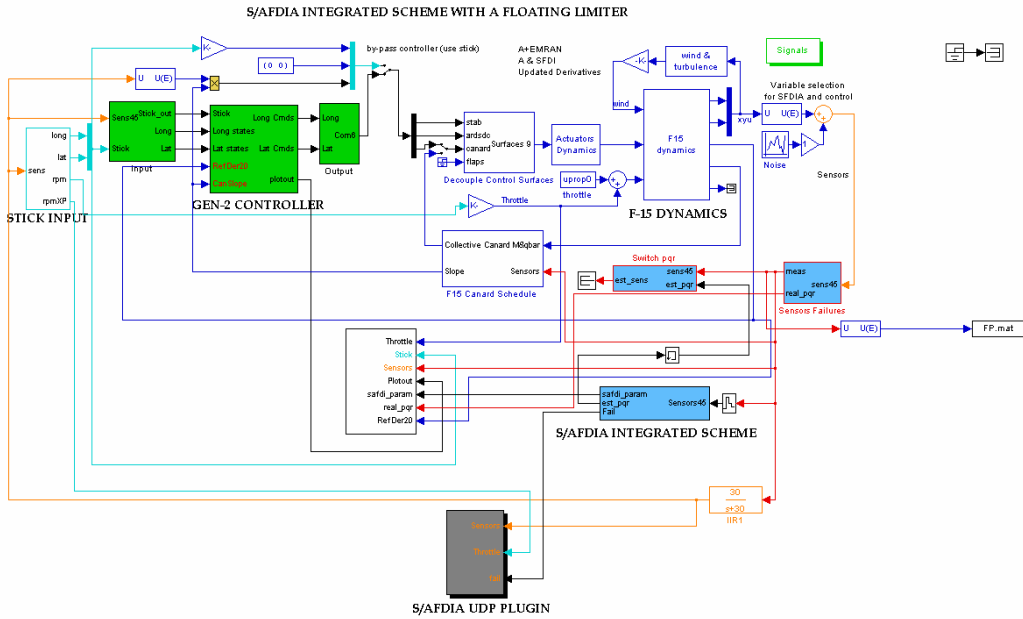 S/AFDIA INTEGRATED SCHEME WITH A FLOATING LIMITER
K-
by-pass controller (use stick)
A+EMRAN
A & SFDI
Updated Derivatives
Signals
(0 0)
U U(E)
-K-
wind &
turbulence
wind
xyu
Variable selection
for SFDIA and control
U U(E)
Noise
1
Sensors
long
lat
sens
rpm
rpmXP
STICK INPUT
Sens45
Stick
Stick_out
Long
Lat
Input
Stick
Long states
Lat states
RefDer20
CanSlope
Long Cmds
Lat Cmds
plotout
GEN-2 CONTROLLER
Long
Lat
Com6
Output
stab
ardsdo
canard
flaps
Surfaces 9
Decouple Control Surfaces
Actuators
Dynamics
uprop0
throttle
F15
dynamics
F-15 DYNAMICS
K-
Throttle
Collective Canard
M&qbar
Slope
Sensors
F15 Canard Schedule
Switch pqr
est_sens
sens45
est_pqr
meas
sens45
real_pqr
Sensors Failures
U U(E)
FP.mat
Throttle
Stick
Sensors
Plotout
safdi_param
real_pqr
RefDer20
safdi_param
est_pqr
Fail
Sensors45
S/AFDIA INTEGRATED SCHEME
30
s+30
IIR1
Sensors
Throttle
fail
S/AFDIA UDP PLUGIN